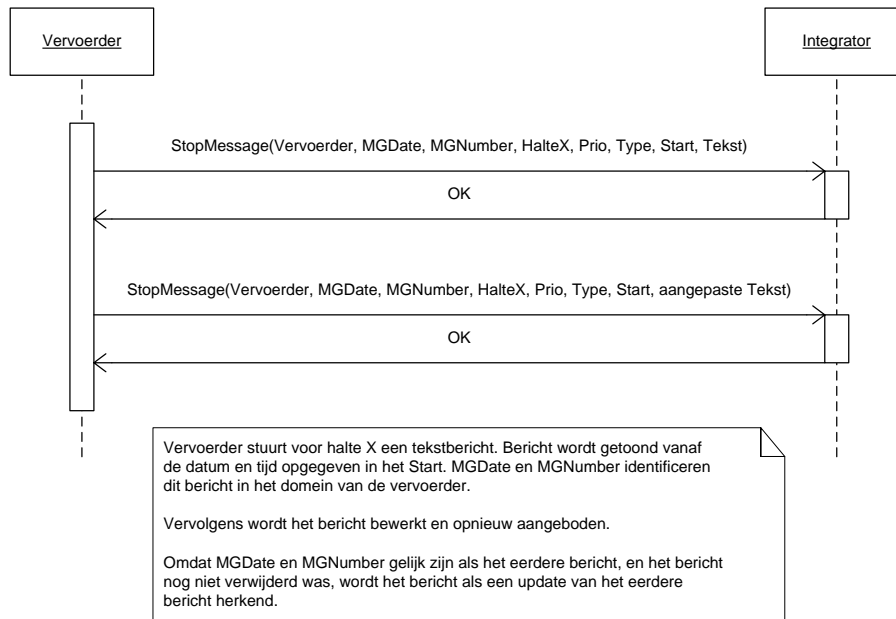 Vervoerder
Integrator
StopMessage(Vervoerder, MGDate, MGNumber, HalteX, Prio, Type, Start, Tekst)
OK
StopMessage(Vervoerder, MGDate, MGNumber, HalteX, Prio, Type, Start, aangepaste Tekst)
OK
Vervoerder stuurt voor halte X een tekstbericht. Bericht wordt getoond vanaf
de datum en tijd opgegeven in het Start. MGDate en MGNumber identificeren
dit bericht in het domein van de vervoerder.
Vervolgens wordt het bericht bewerkt en opnieuw aangeboden.
Omdat MGDate en MGNumber gelijk zijn als het eerdere bericht, en het bericht
nog niet verwijderd was, wordt het bericht als een update van het eerdere
bericht herkend.